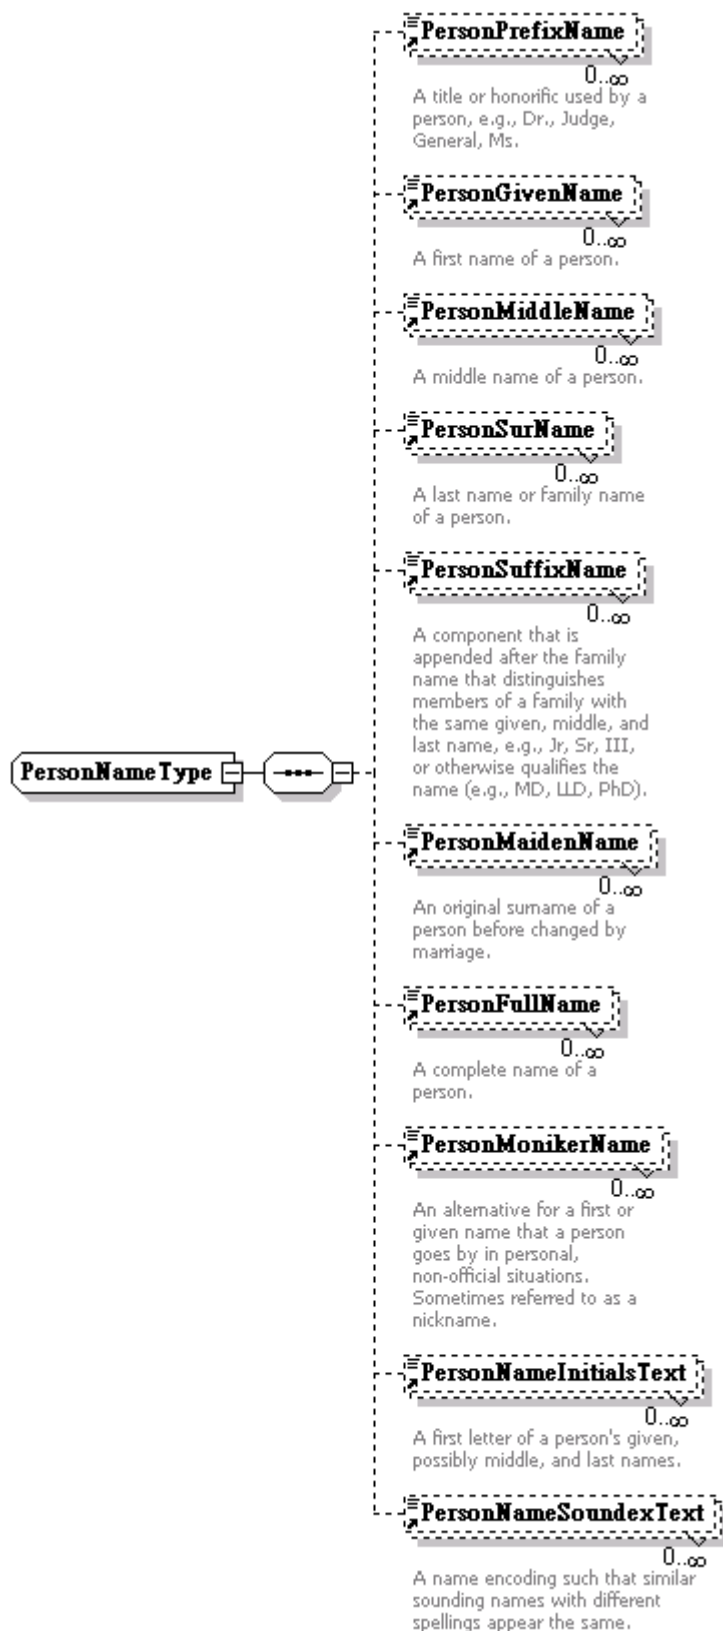 PersonPrefixName
0..∞
A title or honorific used by a
person, e.g., Dr., Judge,
General, Ms.
PersonGivenName
0..∞
A first name of a person.
PersonMiddleName
0..∞
A middle name of a person.
PersonSurName
0..∞
A last name or family name
of a person.
PersonSuffixName
0..∞
A component that is
appended after the family
name that distinguishes
members of a family with
the same given, middle, and
last name, e.g., Jr, Sr, III,
or otherwise qualifies the
name (e.g., MD, LLD, PhD).
PersonNameType
PersonMaidenName
0..∞
An original surname of a
person before changed by
marriage.
PersonFullName
0..∞
A complete name of a
person.
PersonMonikerName
0..∞
An alternative for a first or
given name that a person
goes by in personal,
non-official situations.
Sometimes referred to as a
nickname.
PersonNameInitialsText
0..∞
A first letter of a person's given,
possibly middle, and last names.
PersonNameSoundexText
0..∞
A name encoding such that similar
sounding names with different
spellings appear the same.